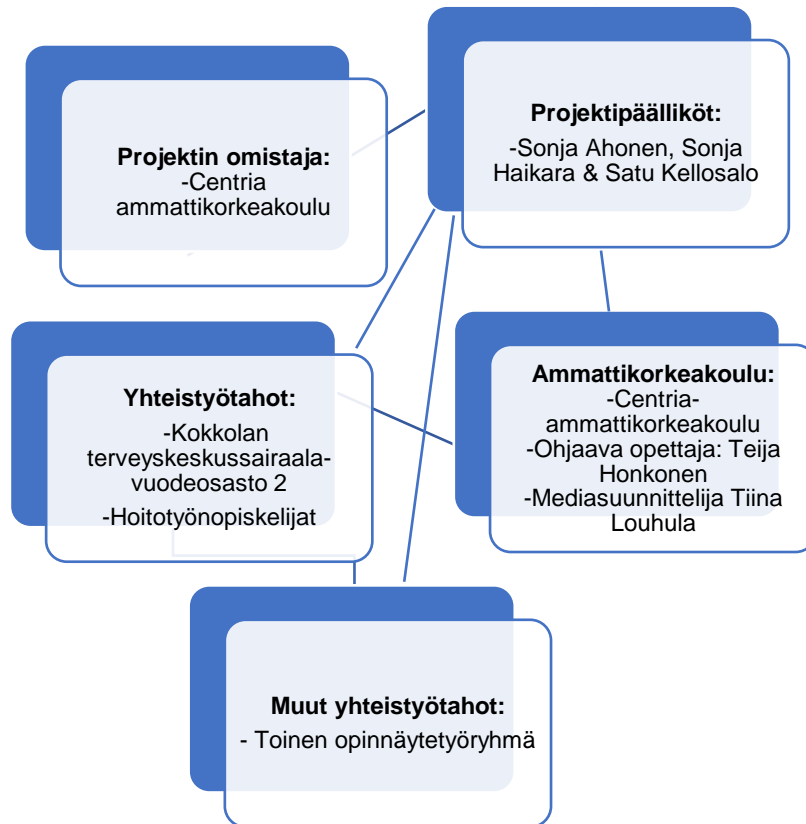 Projektin omistaja:
-Centria
ammattikorkeakoulu
Projektipäälliköt:
-Sonja Ahonen, Sonja
Haikara & Satu Kellosalo
Yhteistyötahot:
-Kokkolan
terveyskeskussairaala-
vuodeosasto 2
-Hoitotyönopiskelijat
Ammattikorkeakoulu:
-Centria-
ammattikorkeakoulu
-Ohjaava opettaja: Teija
Honkonen
-Mediasuunnittelija Tiina
Louhula
Muut yhteistyötahot:
- Toinen opinnäytetyöryhmä